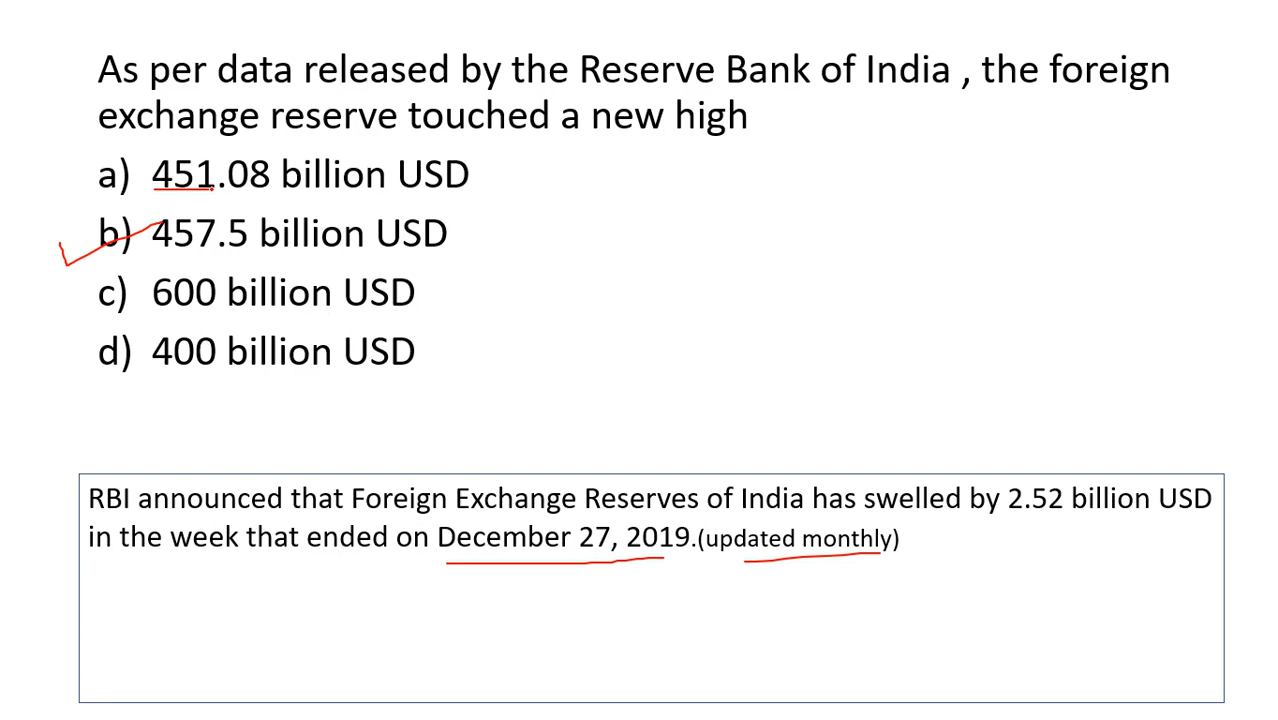 As per data released by the Reserve Bank of India , the foreign
exchange reserve touched a new high
a) 451.08 billion USD
b) 457.5 billion USD
c) 600 billion USD
d) 400 billion USD
RBI announced that Foreign Exchange Reserves of India has swelled by 2.52 billion USD
in the week that ended on December 27, 2019.(updated monthly)